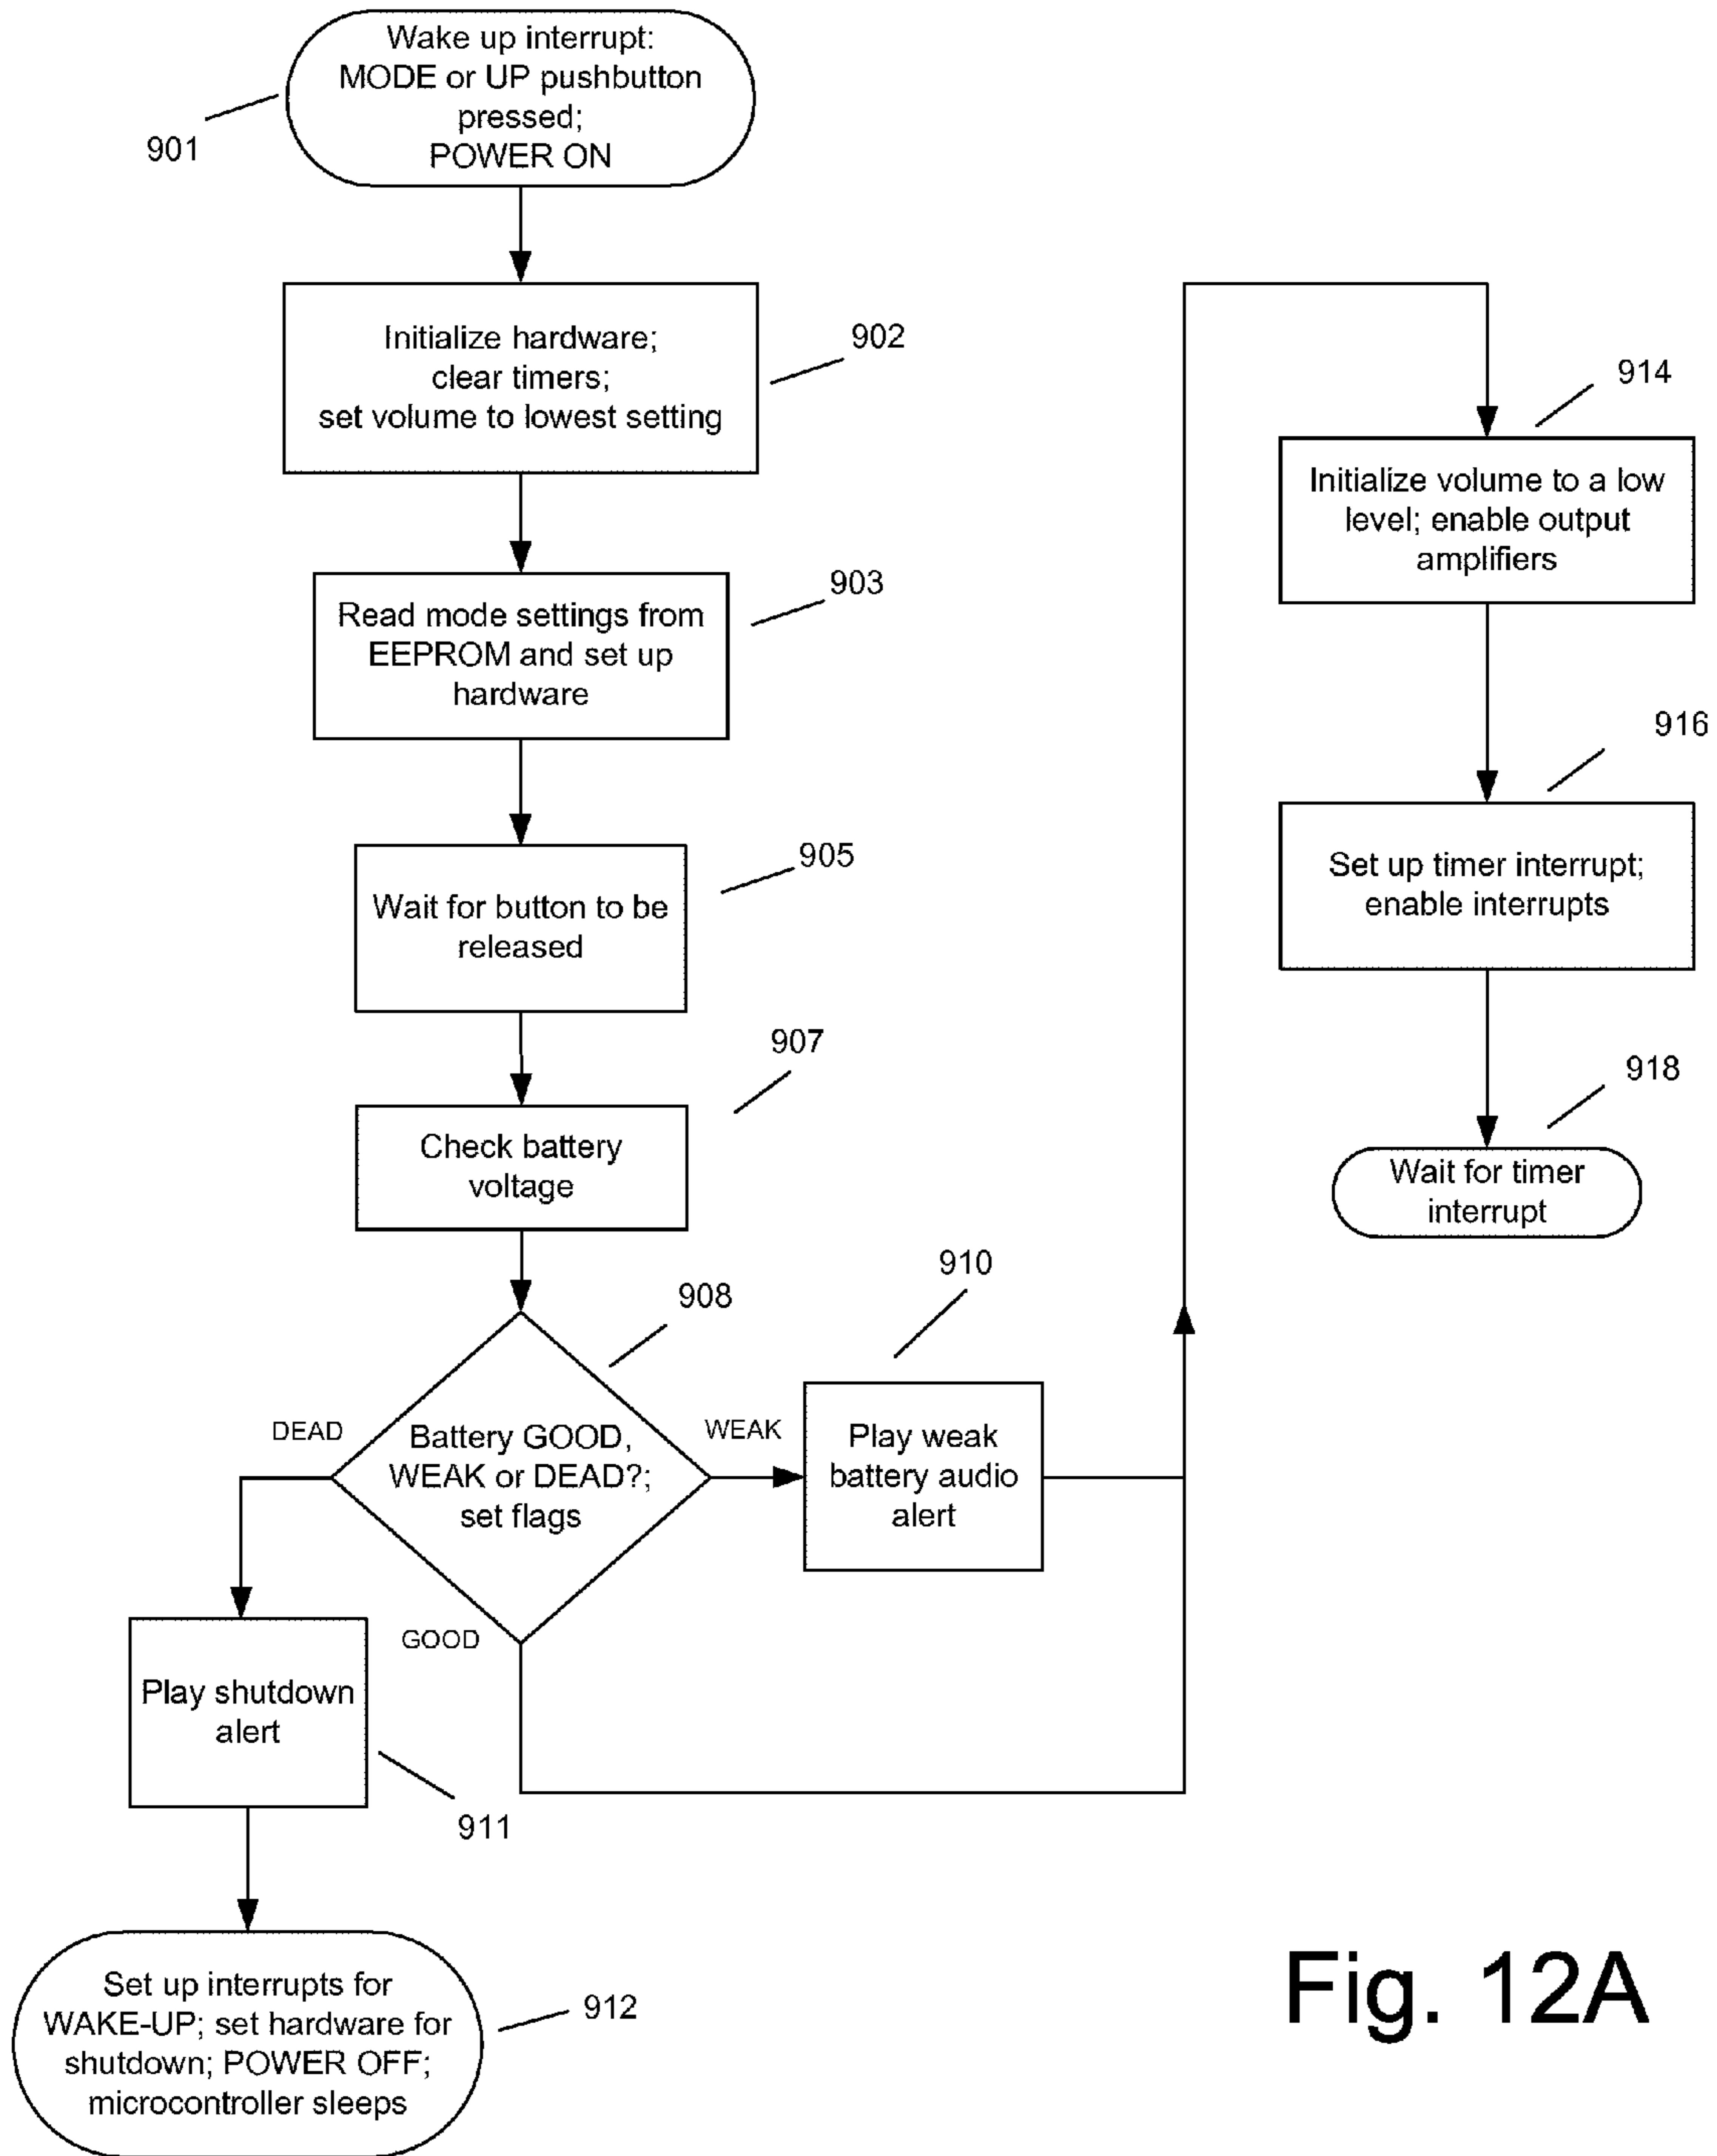 Wake up interrupt:
MODE or UP pushbutton
pressed;
POWER ON
901
Initialize hardware;
clear timers;
set volume to lowest setting
902
Read mode settings from
EEPROM and set up
hardware
903
Wait for button to be
released
905
Check battery
voltage
907
Battery GOOD,
WEAK or DEAD?;
set flags
908
DEAD
WEAK
GOOD
Play weak
battery audio
alert
910
Play shutdown
alert
911
Set up interrupts for
WAKE-UP; set hardware for
shutdown; POWER OFF;
microcontroller sleeps
912
Initialize volume to a low
level; enable output
amplifiers
914
Set up timer interrupt;
enable interrupts
916
Wait for timer
interrupt
918
Fig. 12A